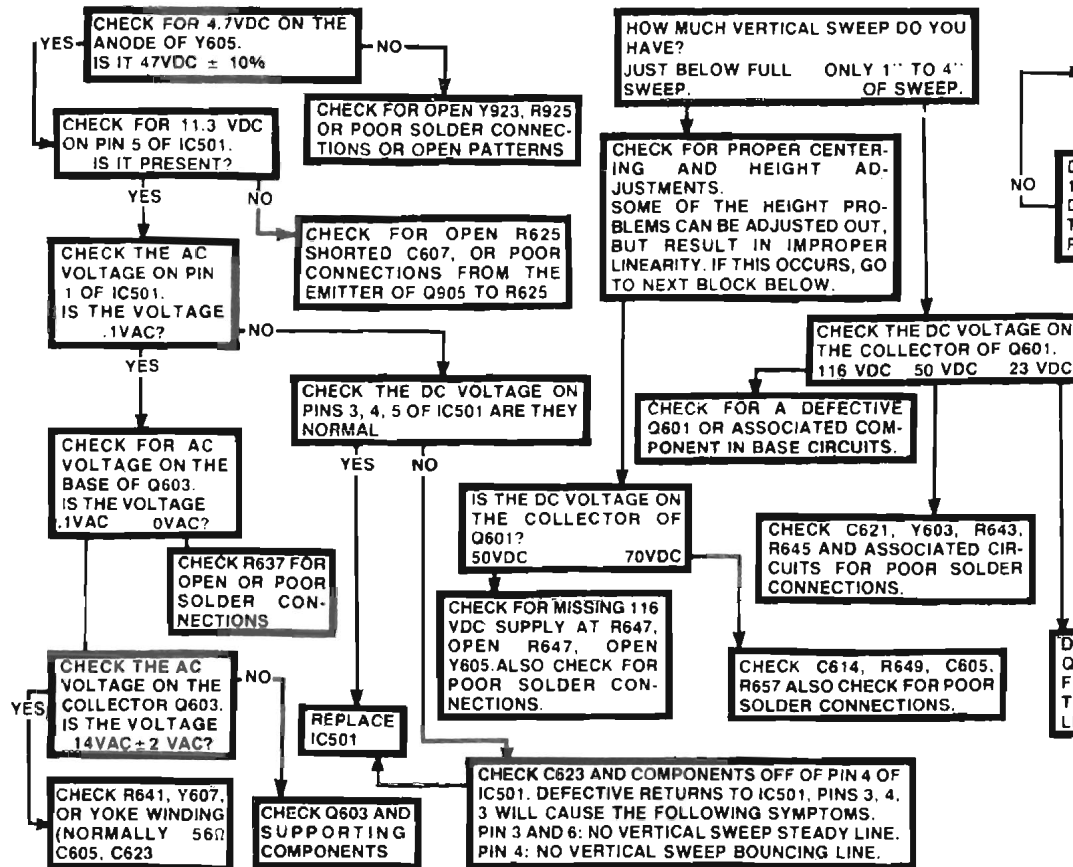 CHECK FOR 4.7VDC ON THE
ANODE OF Y605.
IS IT 47VDC ± 10%
YES
NO
CHECK FOR OPEN Y923, R925
OR POOR SOLDER CONNEC-
TIONS OR OPEN PATTERNS
CHECK FOR 11.3 VDC
ON PIN 5 OF IC501.
IS IT PRESENT?
YES
NO
CHECK FOR OPEN R625
SHORTED C607, OR POOR
CONNECTIONS FROM THE
EMITTER OF Q905 TO R625
CHECK THE AC
VOLTAGE ON PIN
1 OF IC501.
IS THE VOLTAGE
.1VAC?
NO
YES
CHECK THE DC VOLTAGE ON
PINS 3, 4, 5 OF IC501 ARE THEY
NORMAL
YES
NO
CHECK FOR AC
VOLTAGE ON THE
BASE OF Q603.
IS THE VOLTAGE
.1VAC 0VAC?
CHECK R637 FOR
OPEN OR POOR
SOLDER CON-
NECTIONS
CHECK THE AC
VOLTAGE ON THE
COLLECTOR Q603.
IS THE VOLTAGE
14VAC ± 2 VAC?
YES
NO
REPLACE
IC501
CHECK R641, Y607,
OR YOKE WINDING
(NORMALLY 56Ω
C605, C623
CHECK Q603 AND
SUPPORTING
COMPONENTS
CHECK C623 AND COMPONENTS OFF OF PIN 4 OF
IC501. DEFECTIVE RETURNS TO IC501, PINS 3, 4,
3 WILL CAUSE THE FOLLOWING SYMPTOMS.
PIN 3 AND 6: NO VERTICAL SWEEP STEADY LINE.
PIN 4: NO VERTICAL SWEEP BOUNCING LINE.
HOW MUCH VERTICAL SWEEP DO YOU
HAVE?
JUST BELOW FULL ONLY 1'' TO 4''
SWEEP. OF SWEEP.
CHECK FOR PROPER CENTER-
ING AND HEIGHT AD-
JUSTMENTS.
SOME OF THE HEIGHT PRO-
BLEMS CAN BE ADJUSTED OUT,
BUT RESULT IN IMPROPER
LINEARITY. IF THIS OCCURS, GO
TO NEXT BLOCK BELOW.
CHECK THE DC VOLTAGE ON
THE COLLECTOR OF Q601.
116 VDC 50 VDC 23 VDC
CHECK FOR A DEFECTIVE
Q601 OR ASSOCIATED COM-
PONENT IN BASE CIRCUITS.
IS THE DC VOLTAGE ON
THE COLLECTOR OF
Q601?
50VDC 70VDC
CHECK C621, Y603, R643,
R645 AND ASSOCIATED CIR-
CUITS FOR POOR SOLDER
CONNECTIONS.
CHECK FOR MISSING 116
VDC SUPPLY AT R647,
OPEN R647, OPEN
Y605. ALSO CHECK FOR
POOR SOLDER CON-
NECTIONS.
CHECK C614, R649, C605,
R657 ALSO CHECK FOR POOR
SOLDER CONNECTIONS.
NO